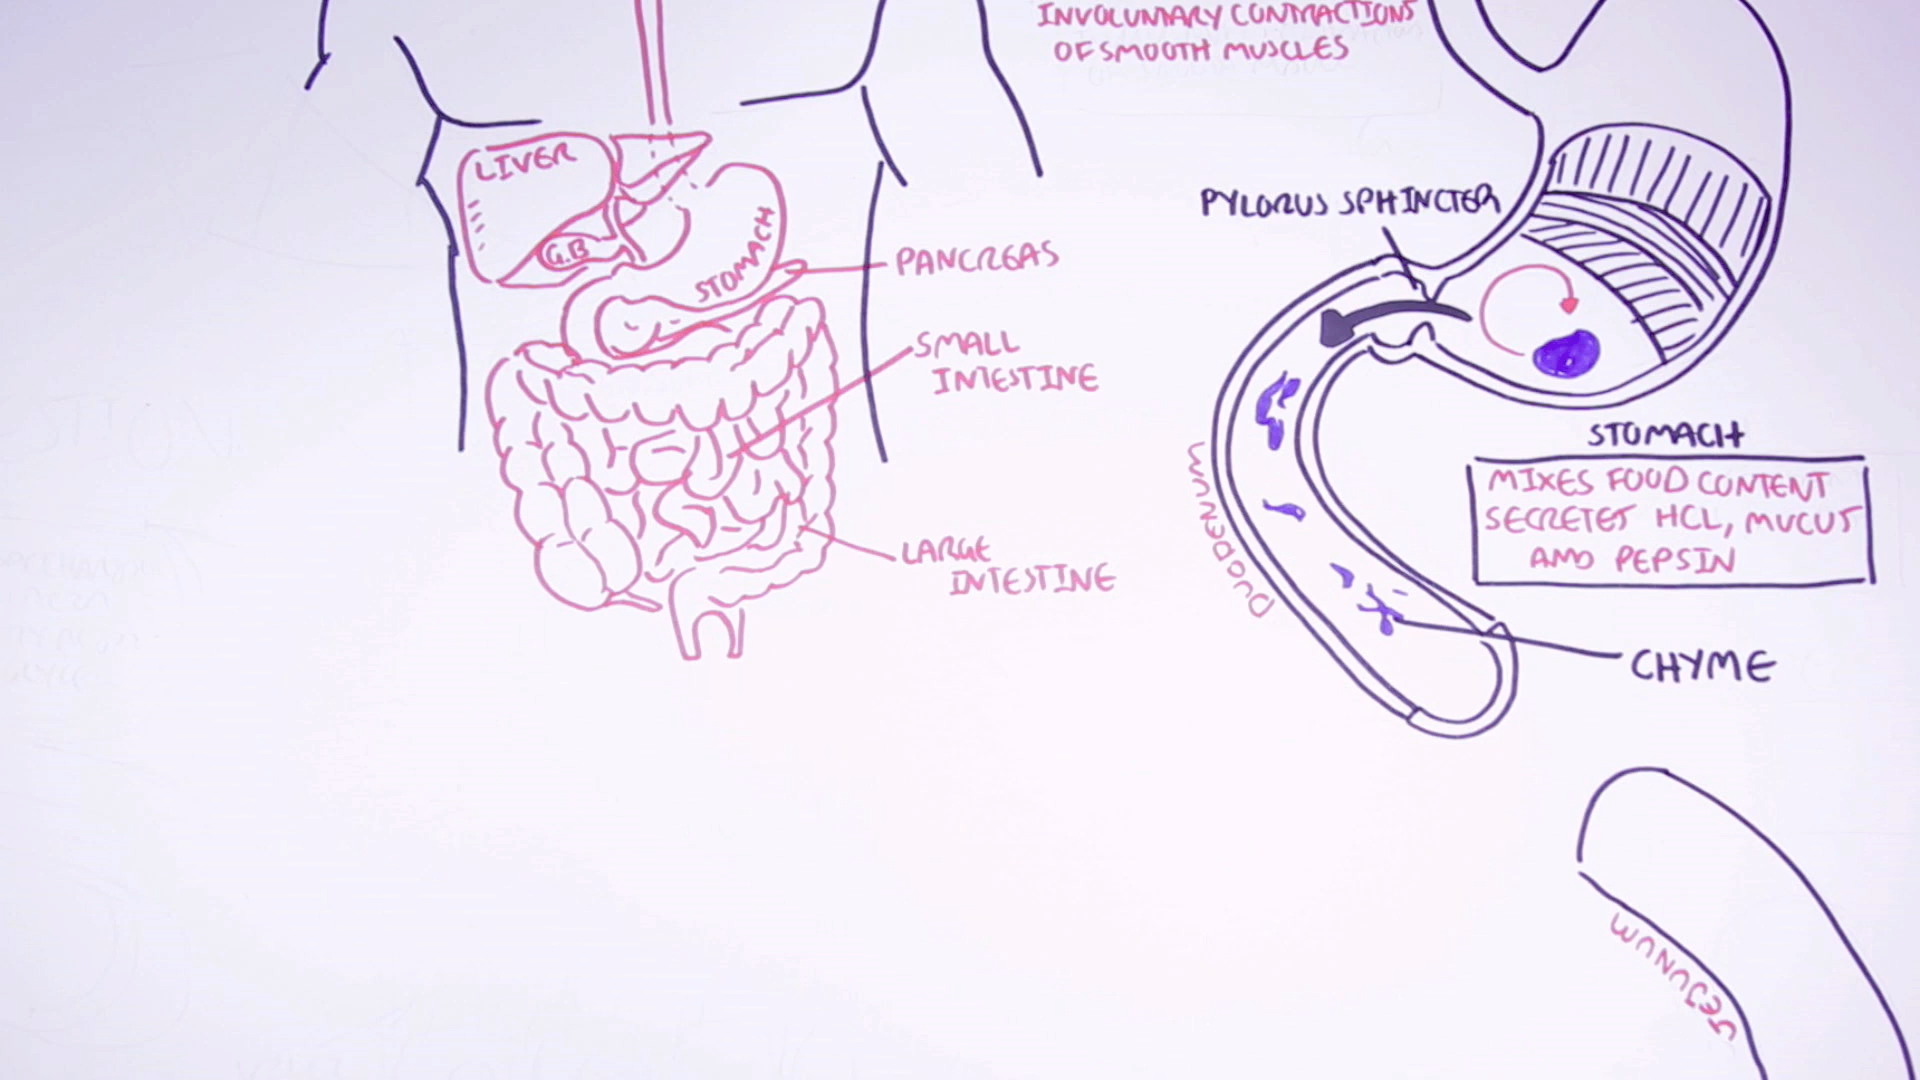 INVOLUNTARY CONTRACTIONS
OF SMOOTH MUSCLES
LIVER
G.B
STOMACH
PANCREAS
SMALL
INTESTINE
LARGE
INTESTINE
PYLORUS SPHINCTER
DUODENUM
STOMACH
MIXES FOOD CONTENT
SECRETES HCL, MUCUS
AND PEPSIN
CHYME
JEJUNUM